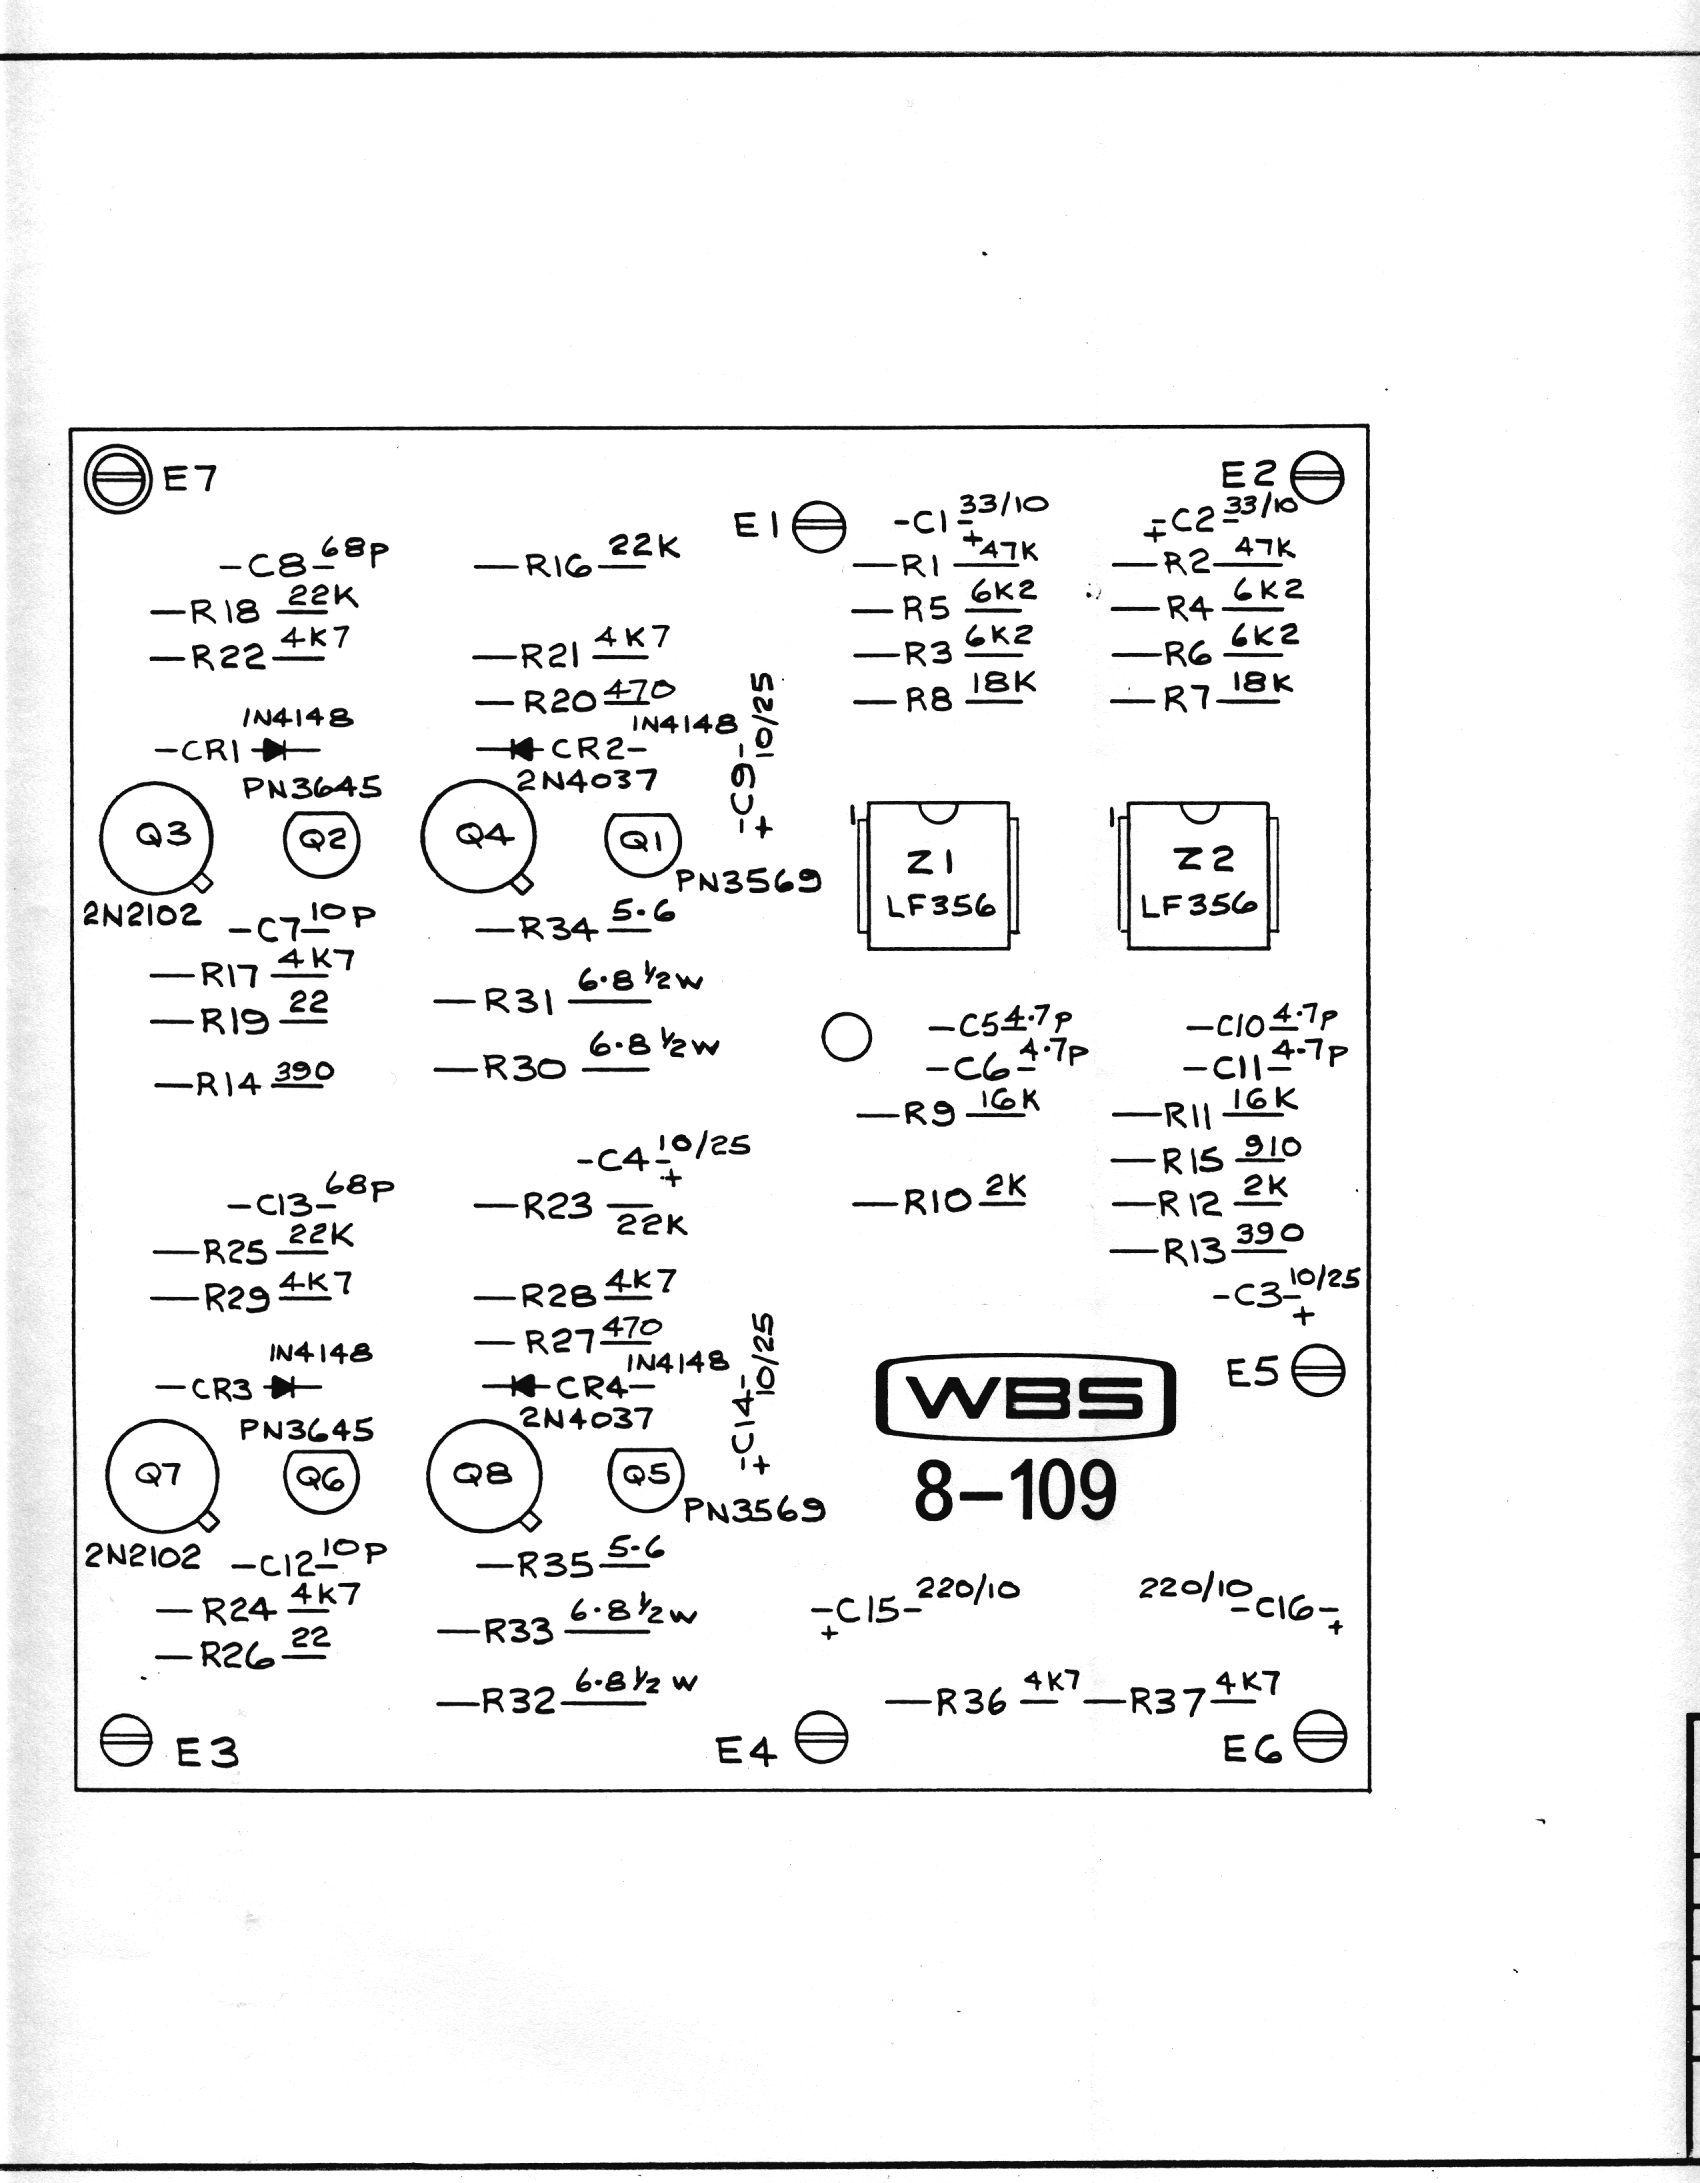 E7
E2
E1
-C1- 33/10
+
+
-C2- 33/10
-C8- 68P
R16 22K
R1 47K
R2 47K
R18 22K
R5 6K2
R4 6K2
R22 4K7
R21 4K7
R3 6K2
R6 6K2
R20 470
R8 18K
R7 18K
1N4148
1N4148
-CR1
CR2-
-C9- 10/25
+
PN3645
2N4037
Q3
Q2
Q4
Q1
1
Z1
LF356
1
Z2
LF356
PN3569
2N2102
-C7- 10P
R34 5.6
R17 4K7
R31 6.8 1/2W
R19 22
-C5 4.7P
-C10 4.7P
R30 6.8 1/2W
-C6- 4.7P
-C11- 4.7P
R14 390
R9 16K
R11 16K
-C4- 10/25
+
R15 910
-C13- 68P
R23 22K
R10 2K
R12 2K
R25 22K
R13 390
R29 4K7
R28 4K7
-C3- 10/25
+
R27 470
1N4148
1N4148
-CR3
CR4-
-C14- 10/25
+
E5
WBS
PN3645
2N4037
Q7
Q6
Q8
Q5
8-109
PN3569
2N2102
-C12- 10P
R35 5.6
R24 4K7
R33 6.8 1/2W
-C15- 220/10
+
220/10 -C16-
+
R26 22
R32 6.8 1/2 W
R36 4K7
R37 4K7
E3
E4
E6